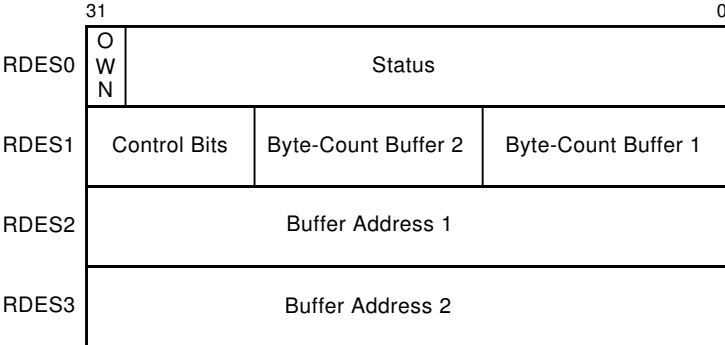 31 0
RDES0 OWN Status
RDES1 Control Bits Byte-Count Buffer 2 Byte-Count Buffer 1
RDES2 Buffer Address 1
RDES3 Buffer Address 2